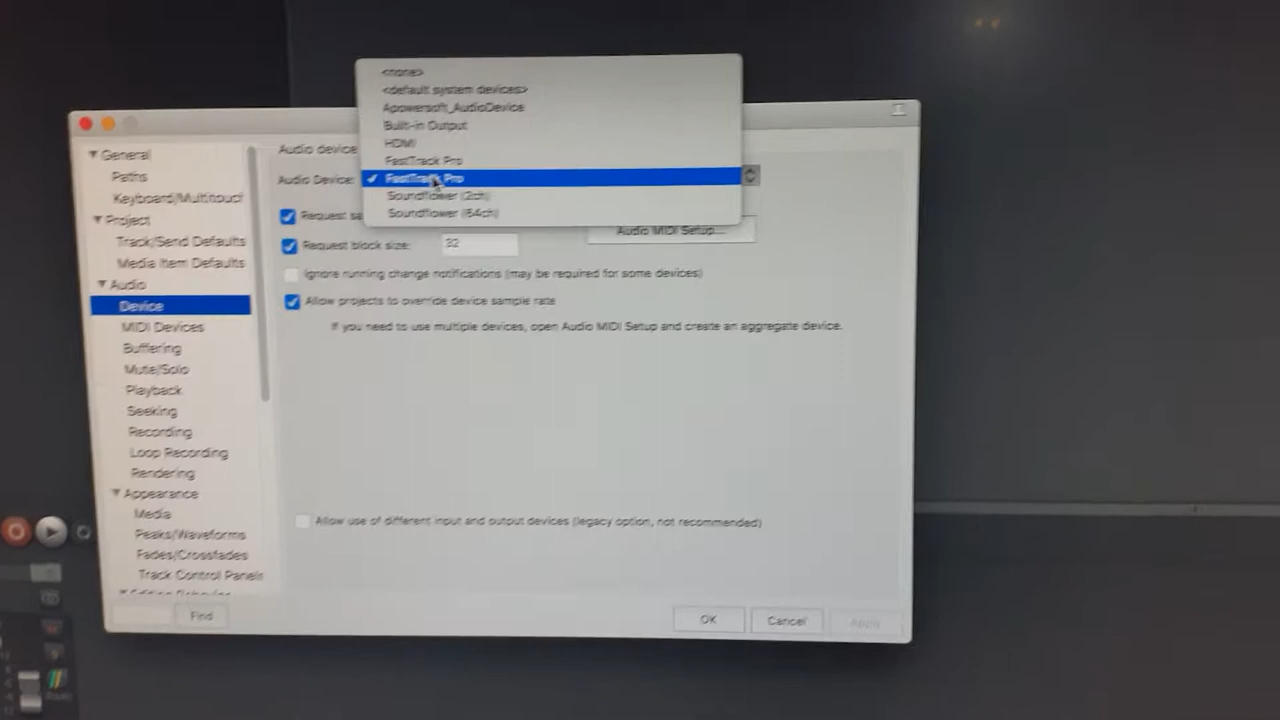 <none>
<default system devices>
Apowersoft_AudioDevice
Built-in Output
HDMI
FastTrack Pro
✓ FastTrack Pro
Soundflower (2ch)
Soundflower (64ch)
Audio device
Audio Device:
Request sa
Request block size:
32
Audio MIDI Setup...
Ignore running change notifications (may be required for some devices)
Allow projects to override device sample rate
If you need to use multiple devices, open Audio MIDI Setup and create an aggregate device.
Allow use of different input and output devices (legacy option, not recommended)
General
Paths
Keyboard/Multitouch
Project
Track/Send Defaults
Media Item Defaults
Audio
Device
MIDI Devices
Buffering
Mute/Solo
Playback
Seeking
Recording
Loop Recording
Rendering
Appearance
Media
Peaks/Waveforms
Fades/Crossfades
Track Control Panels
Find
OK
Cancel
Apply